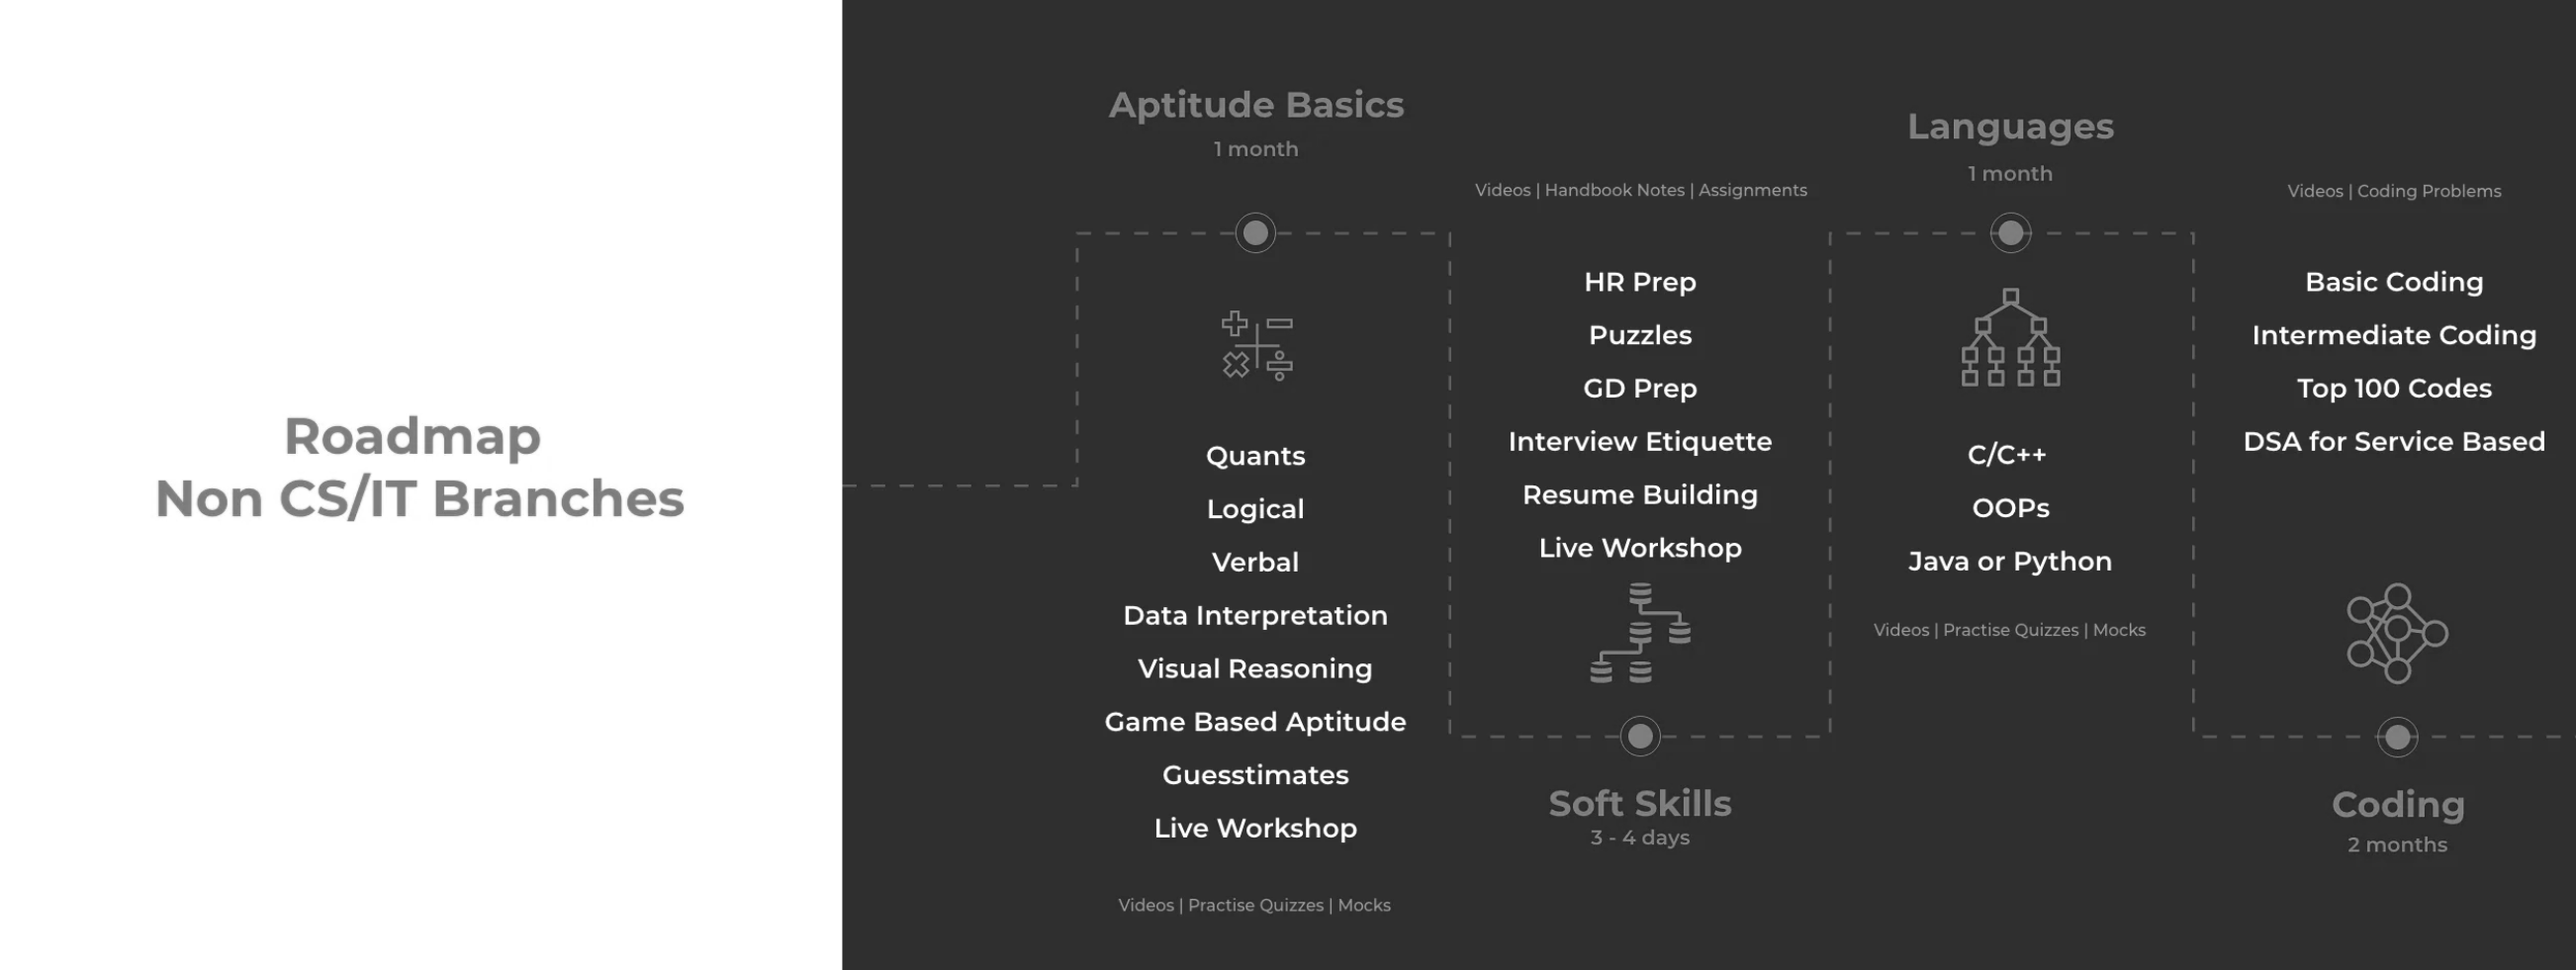 Roadmap
Non CS/IT Branches
Aptitude Basics
1 month
Quants
Logical
Verbal
Data Interpretation
Visual Reasoning
Game Based Aptitude
Guesstimates
Live Workshop
Videos | Practise Quizzes | Mocks
Videos | Handbook Notes | Assignments
HR Prep
Puzzles
GD Prep
Interview Etiquette
Resume Building
Live Workshop
Soft Skills
3 - 4 days
Languages
1 month
C/C++
OOPs
Java or Python
Videos | Practise Quizzes | Mocks
Videos | Coding Problems
Basic Coding
Intermediate Coding
Top 100 Codes
DSA for Service Based
Coding
2 months